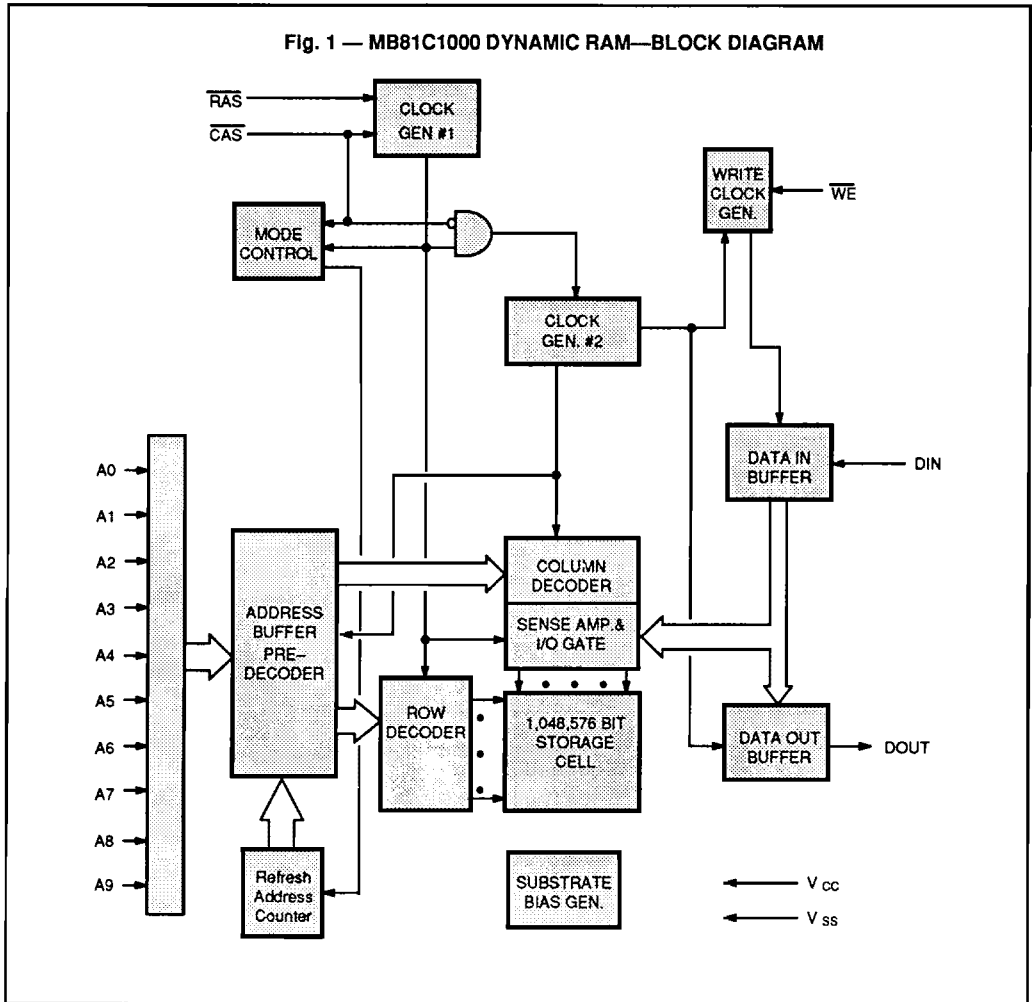 Fig. 1 — MB81C1000 DYNAMIC RAM—BLOCK DIAGRAM
RAS
CAS
CLOCK
GEN #1
WRITE
CLOCK
GEN.
WE
MODE
CONTROL
CLOCK
GEN. #2
DATA IN
BUFFER
DIN
A0
A1
A2
A3
A4
A5
A6
A7
A8
A9
ADDRESS
BUFFER
PRE–
DECODER
COLUMN
DECODER
SENSE AMP.&
I/O GATE
ROW
DECODER
1,048,576 BIT
STORAGE
CELL
DATA OUT
BUFFER
DOUT
Refresh
Address
Counter
SUBSTRATE
BIAS GEN.
V CC
V SS